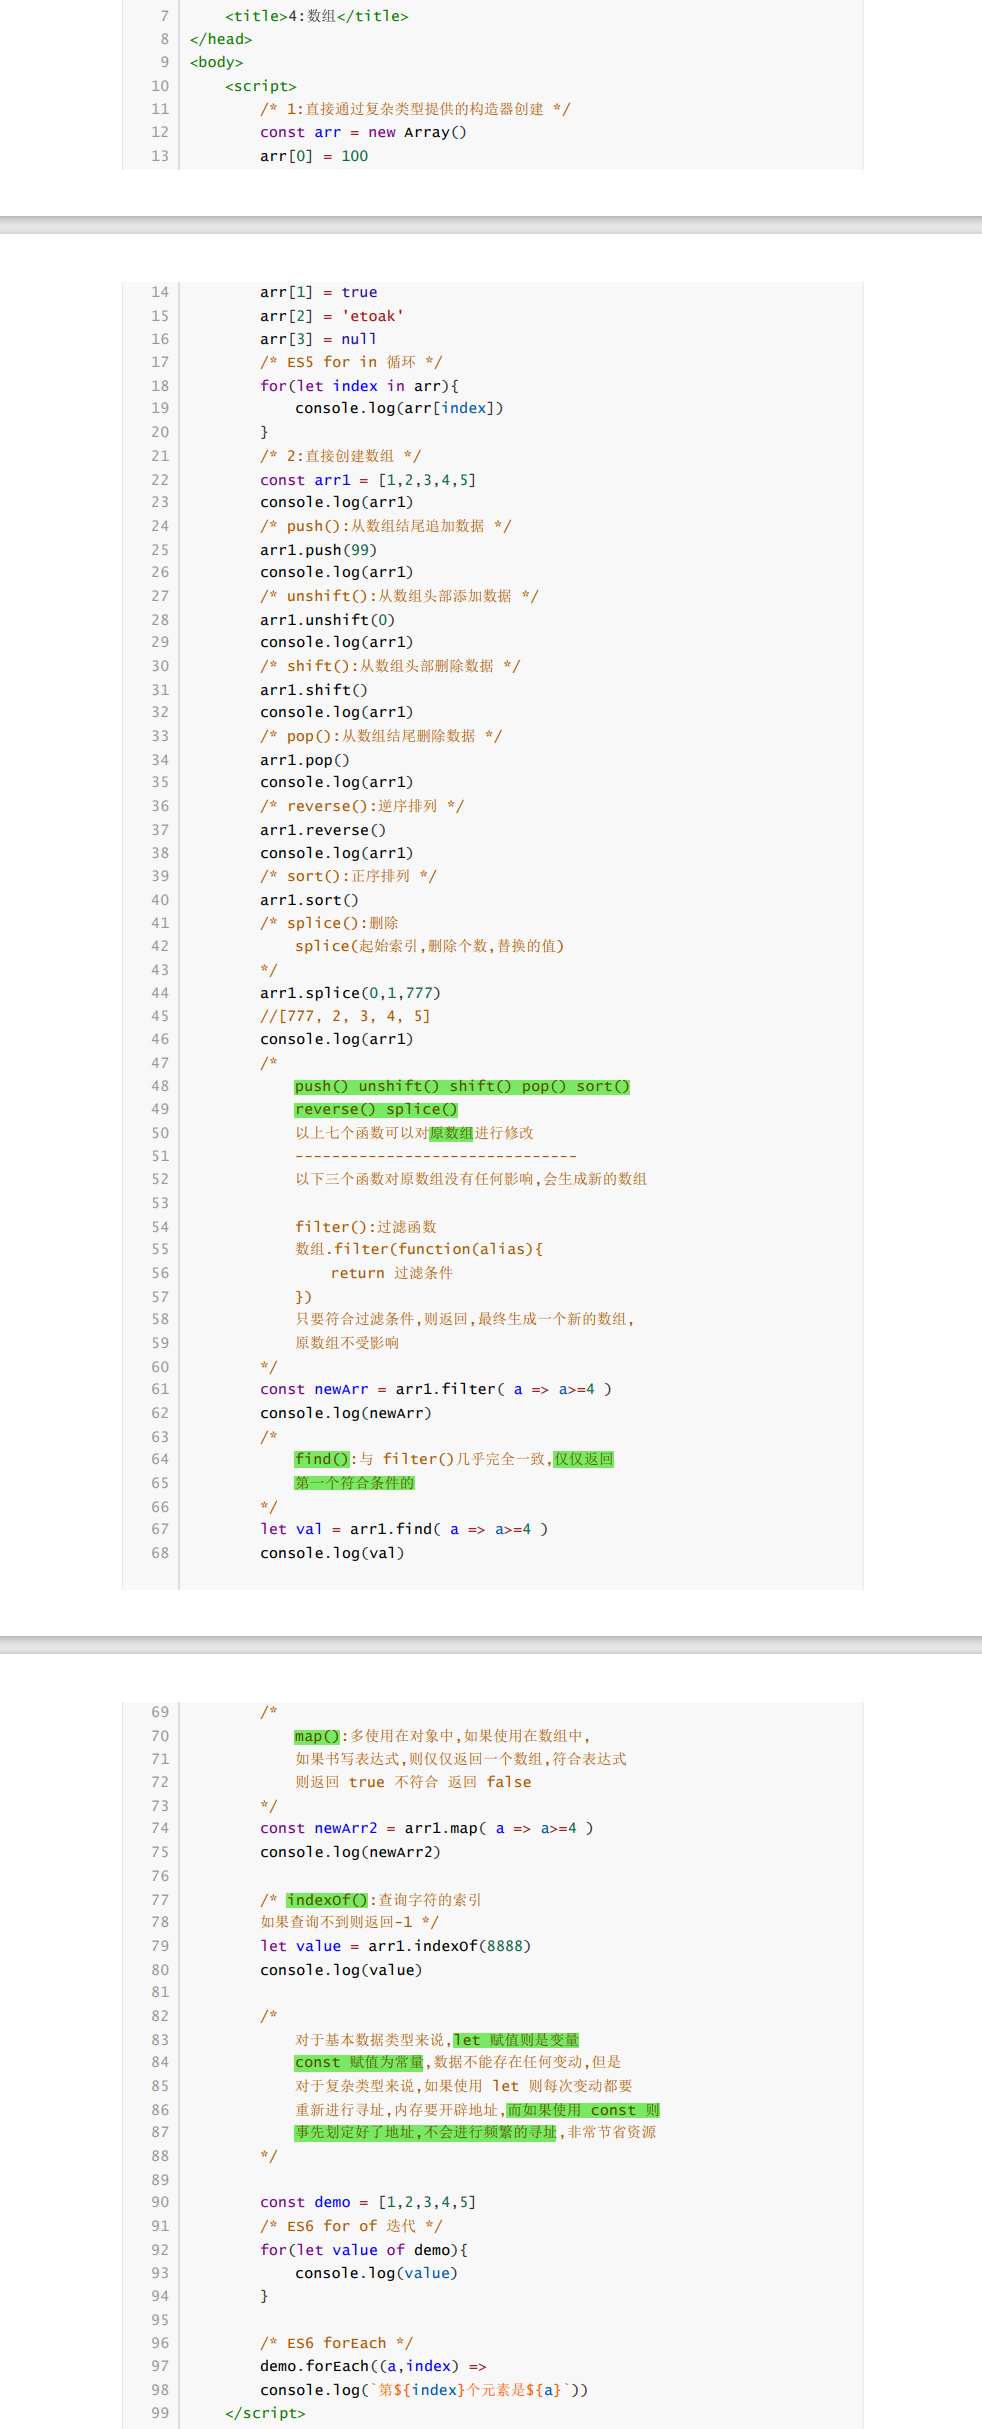 7 <title>4:数组</title>
8 </head>
9 <body>
10 <script>
11 /* 1:直接通过复杂类型提供的构造器创建 */
12 const arr = new Array()
13 arr[0] = 100
14 arr[1] = true
15 arr[2] = 'etoak'
16 arr[3] = null
17 /* ES5 for in 循环 */
18 for(let index in arr){
19 console.log(arr[index])
20 }
21 /* 2:直接创建数组 */
22 const arr1 = [1,2,3,4,5]
23 console.log(arr1)
24 /* push():从数组结尾追加数据 */
25 arr1.push(99)
26 console.log(arr1)
27 /* unshift():从数组头部添加数据 */
28 arr1.unshift(0)
29 console.log(arr1)
30 /* shift():从数组头部删除数据 */
31 arr1.shift()
32 console.log(arr1)
33 /* pop():从数组结尾删除数据 */
34 arr1.pop()
35 console.log(arr1)
36 /* reverse():逆序排列 */
37 arr1.reverse()
38 console.log(arr1)
39 /* sort():正序排列 */
40 arr1.sort()
41 /* splice():删除
42 splice(起始索引,删除个数,替换的值)
43 */
44 arr1.splice(0,1,777)
45 //[777, 2, 3, 4, 5]
46 console.log(arr1)
47 /*
48 push() unshift() shift() pop() sort()
49 reverse() splice()
50 以上七个函数可以对原数组进行修改
51 -------------------------------
52 以下三个函数对原数组没有任何影响,会生成新的数组
53
54 filter():过滤函数
55 数组.filter(function(alias){
56 return 过滤条件
57 })
58 只要符合过滤条件,则返回,最终生成一个新的数组,
59 原数组不受影响
60 */
61 const newArr = arr1.filter( a => a>=4 )
62 console.log(newArr)
63 /*
64 find():与 filter()几乎完全一致,仅仅返回
65 第一个符合条件的
66 */
67 let val = arr1.find( a => a>=4 )
68 console.log(val)
69 /*
70 map():多使用在对象中,如果使用在数组中,
71 如果书写表达式,则仅仅返回一个数组,符合表达式
72 则返回 true 不符合 返回 false
73 */
74 const newArr2 = arr1.map( a => a>=4 )
75 console.log(newArr2)
76
77 /* indexOf():查询字符的索引
78 如果查询不到则返回-1 */
79 let value = arr1.indexOf(8888)
80 console.log(value)
81
82 /*
83 对于基本数据类型来说,let 赋值则是变量
84 const 赋值为常量,数据不能存在任何变动,但是
85 对于复杂类型来说,如果使用 let 则每次变动都要
86 重新进行寻址,内存要开辟地址,而如果使用 const 则
87 事先划定好了地址,不会进行频繁的寻址,非常节省资源
88 */
89
90 const demo = [1,2,3,4,5]
91 /* ES6 for of 迭代 */
92 for(let value of demo){
93 console.log(value)
94 }
95
96 /* ES6 forEach */
97 demo.forEach((a,index) =>
98 console.log(`第${index}个元素是${a}`))
99 </script>